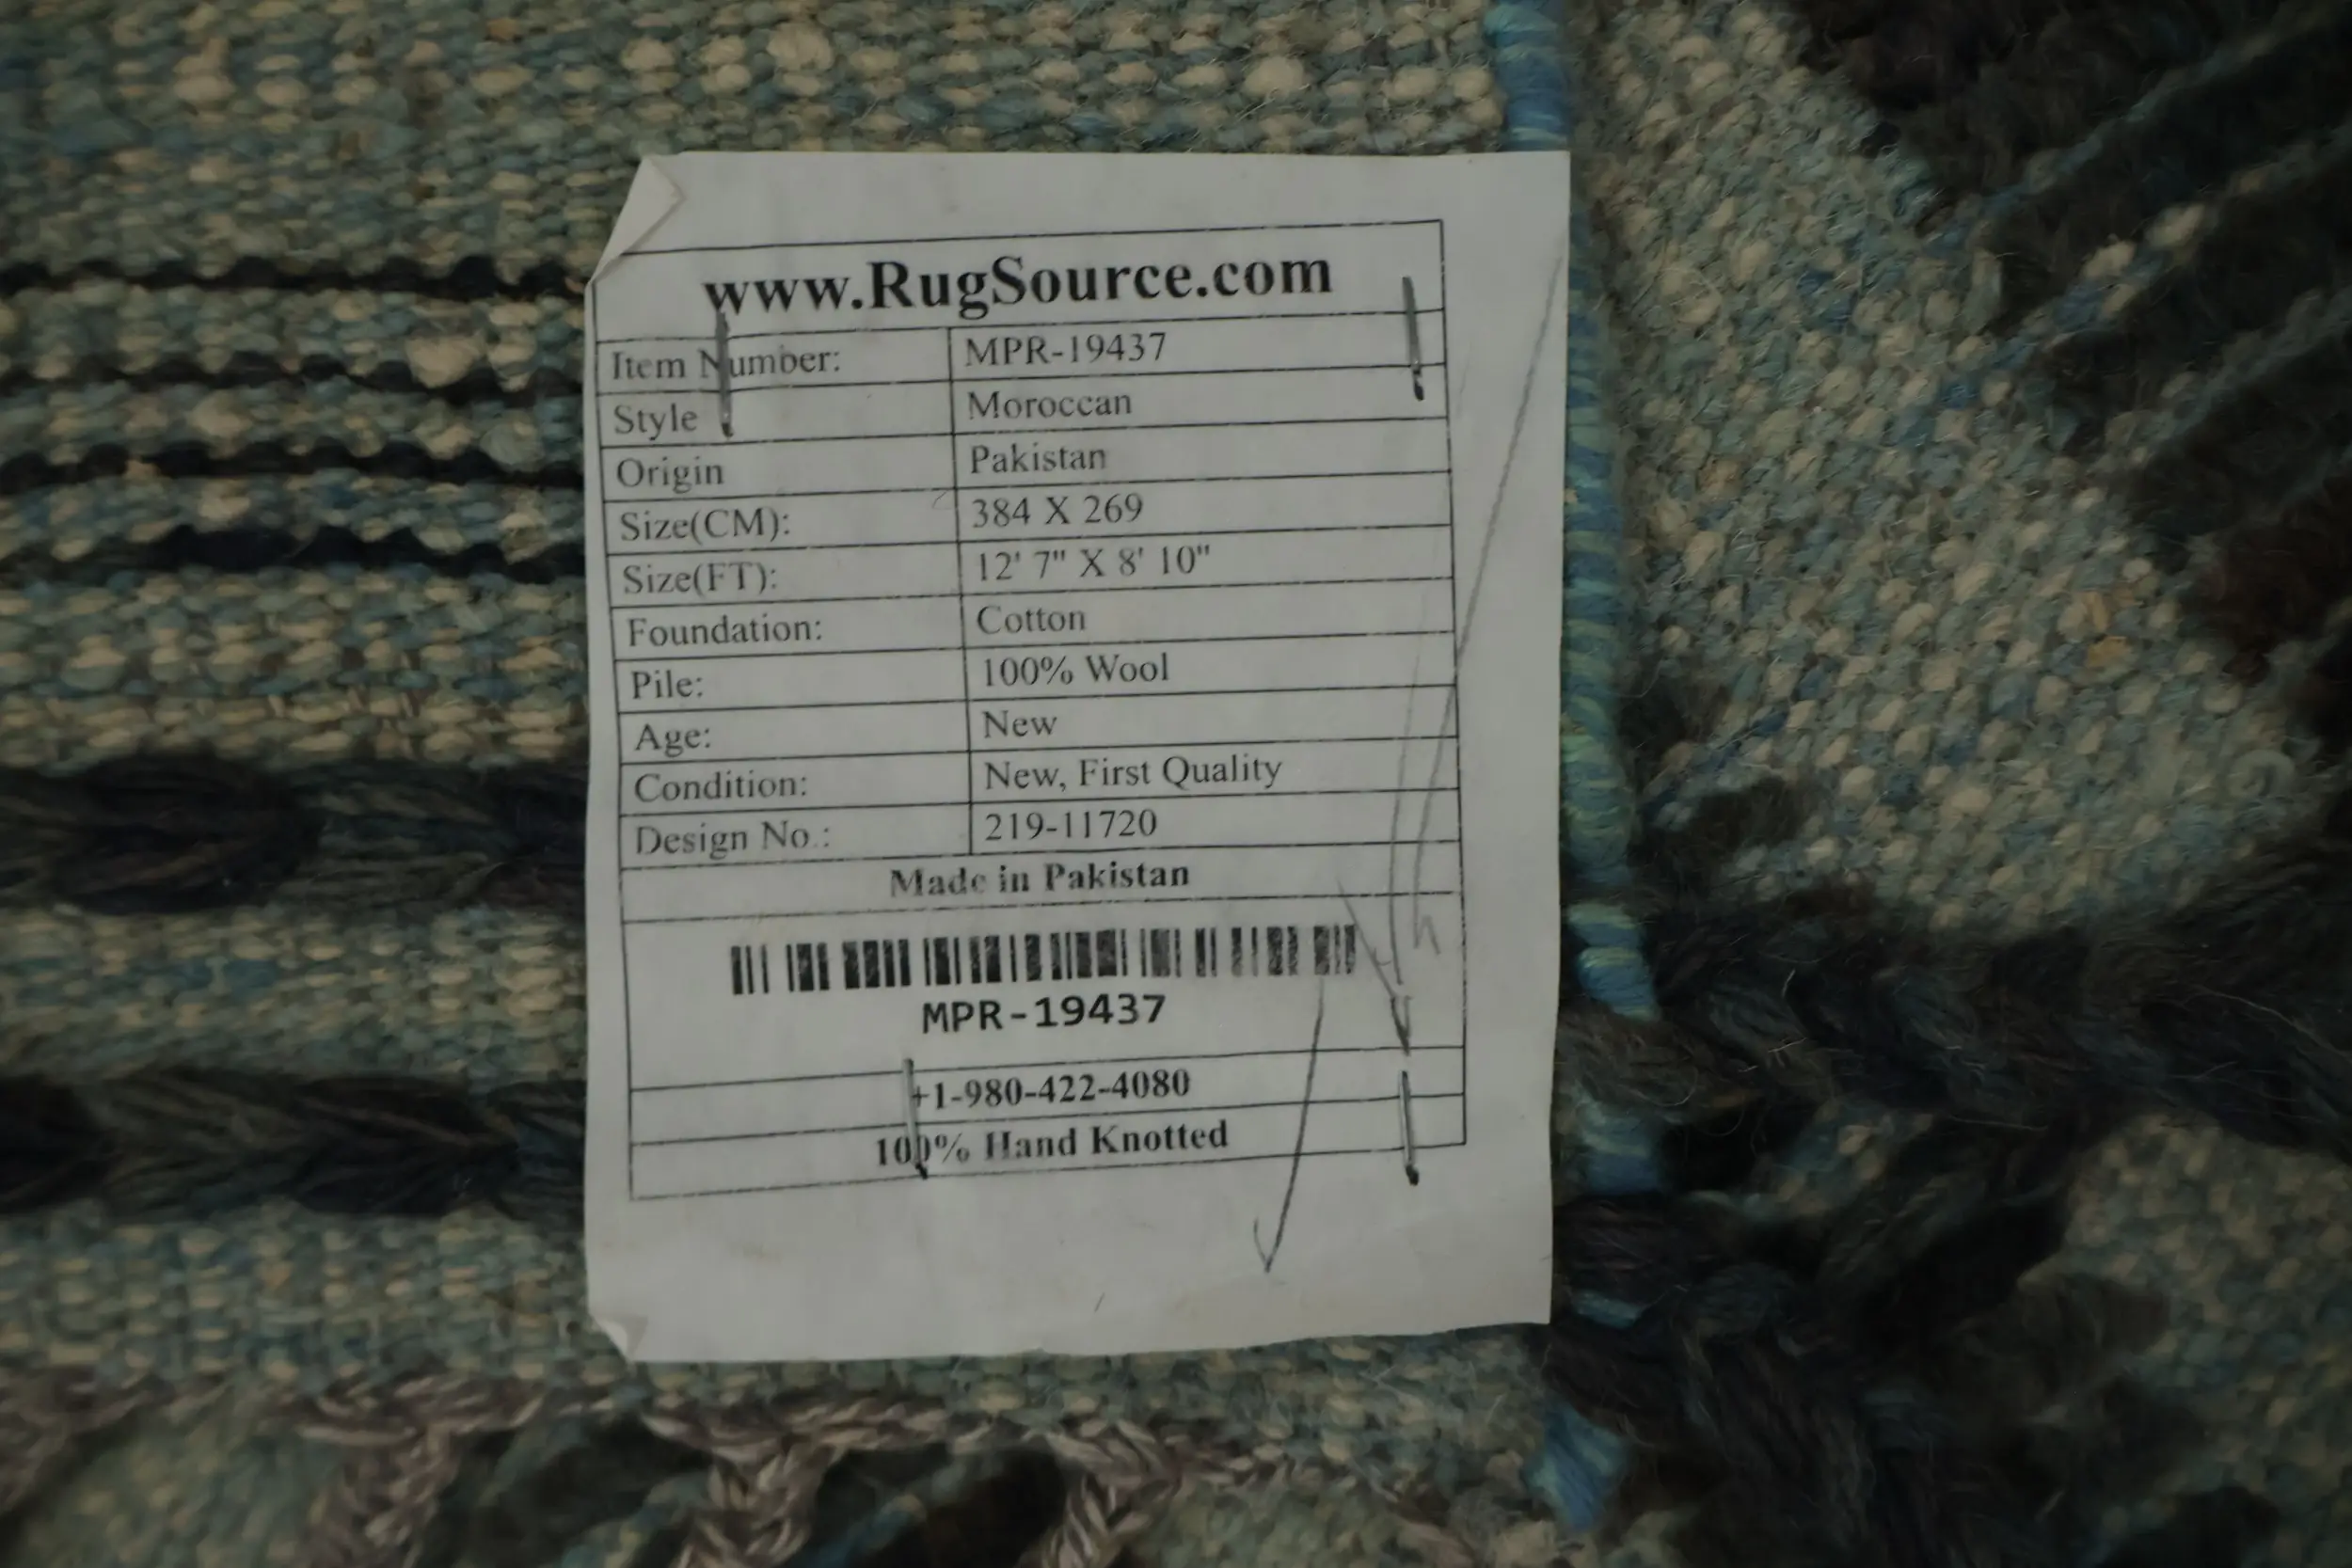 www.RugSource.com
Item Number: MPR-19437
Style Moroccan
Origin Pakistan
Size(CM): 384 X 269
Size(FT): 12' 7" X 8' 10"
Foundation: Cotton
Pile: 100% Wool
Age: New
Condition: New, First Quality
Design No.: 219-11720
Made in Pakistan
MPR-19437
+1-980-422-4080
100% Hand Knotted